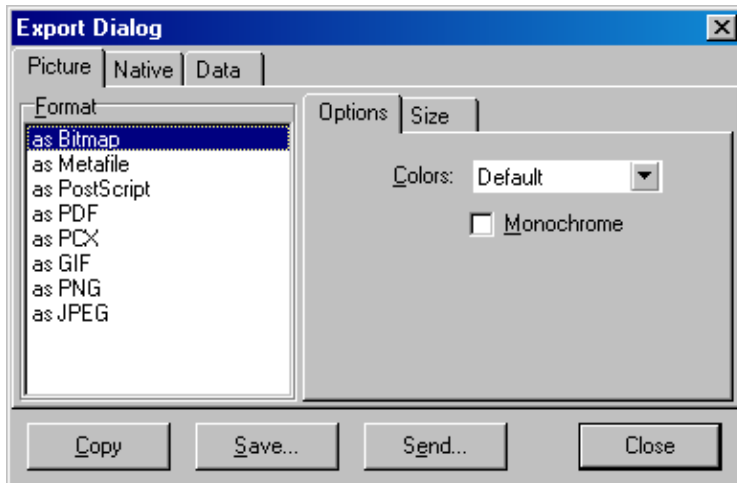 Export Dialog
Picture Native Data
Format
as Bitmap
as Metafile
as PostScript
as PDF
as PCX
as GIF
as PNG
as JPEG
Options Size
Colors: Default
Monochrome
Copy Save... Send... Close